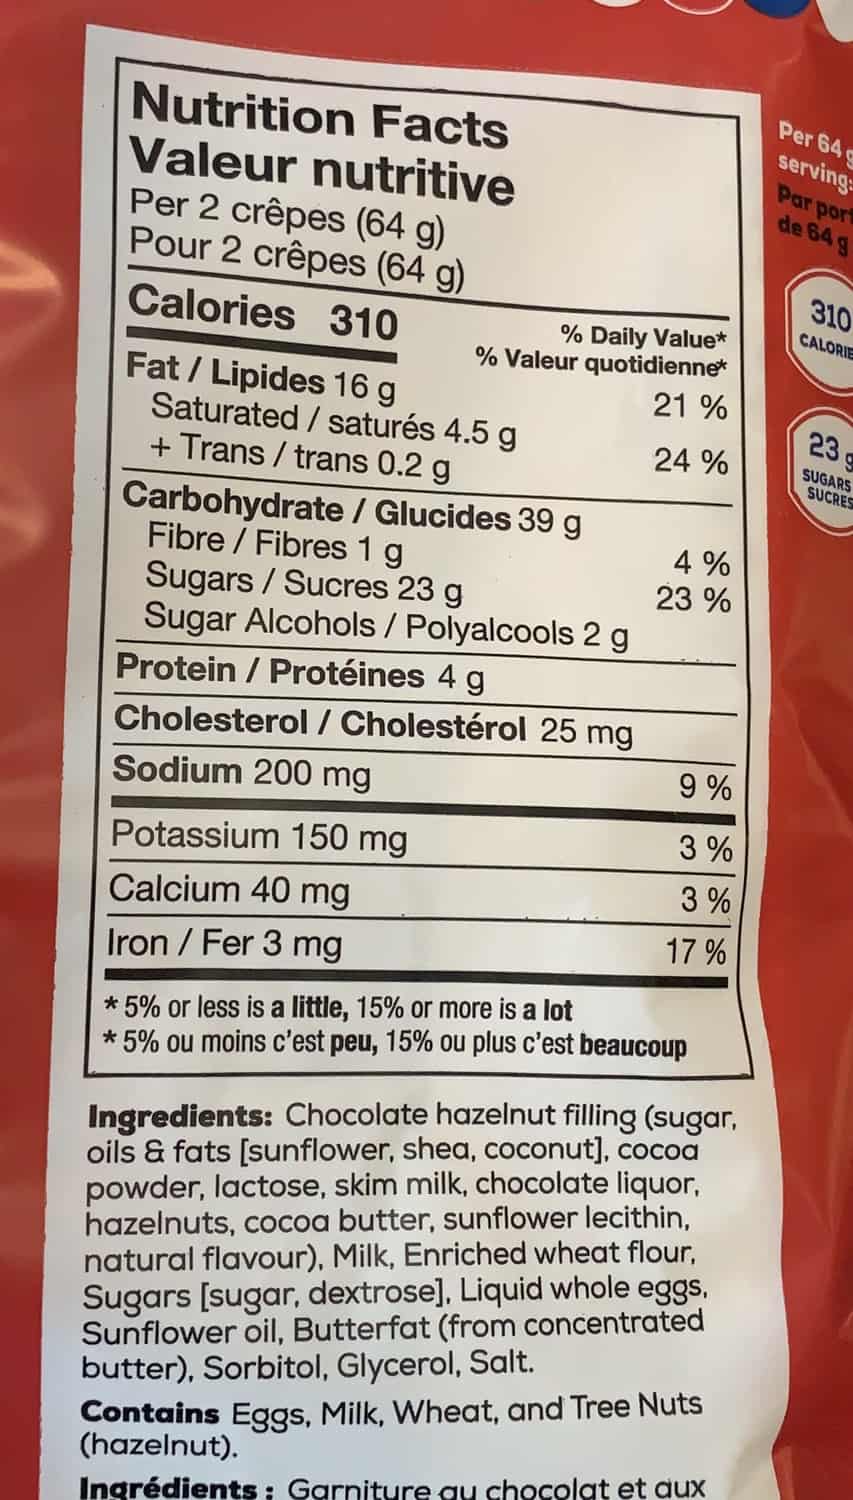 Nutrition Facts
Valeur nutritive
Per 2 crêpes (64 g)
Pour 2 crêpes (64 g)
Calories 310
% Daily Value*
% Valeur quotidienne*
Fat / Lipides 16 g 21 %
Saturated / saturés 4.5 g
+ Trans / trans 0.2 g 24 %
Carbohydrate / Glucides 39 g
Fibre / Fibres 1 g 4 %
Sugars / Sucres 23 g 23 %
Sugar Alcohols / Polyalcools 2 g
Protein / Protéines 4 g
Cholesterol / Cholestérol 25 mg
Sodium 200 mg 9 %
Potassium 150 mg 3 %
Calcium 40 mg 3 %
Iron / Fer 3 mg 17 %
* 5% or less is a little, 15% or more is a lot
* 5% ou moins c'est peu, 15% ou plus c'est beaucoup
Ingredients: Chocolate hazelnut filling (sugar,
oils & fats [sunflower, shea, coconut], cocoa
powder, lactose, skim milk, chocolate liquor,
hazelnuts, cocoa butter, sunflower lecithin,
natural flavour), Milk, Enriched wheat flour,
Sugars [sugar, dextrose], Liquid whole eggs,
Sunflower oil, Butterfat (from concentrated
butter), Sorbitol, Glycerol, Salt.
Contains Eggs, Milk, Wheat, and Tree Nuts
(hazelnut).
Ingrédients : Garniture au chocolat et aux
Per 64 g
serving:
Par port
de 64 g
310
CALORIE
23 g
SUGARS
SUCRES